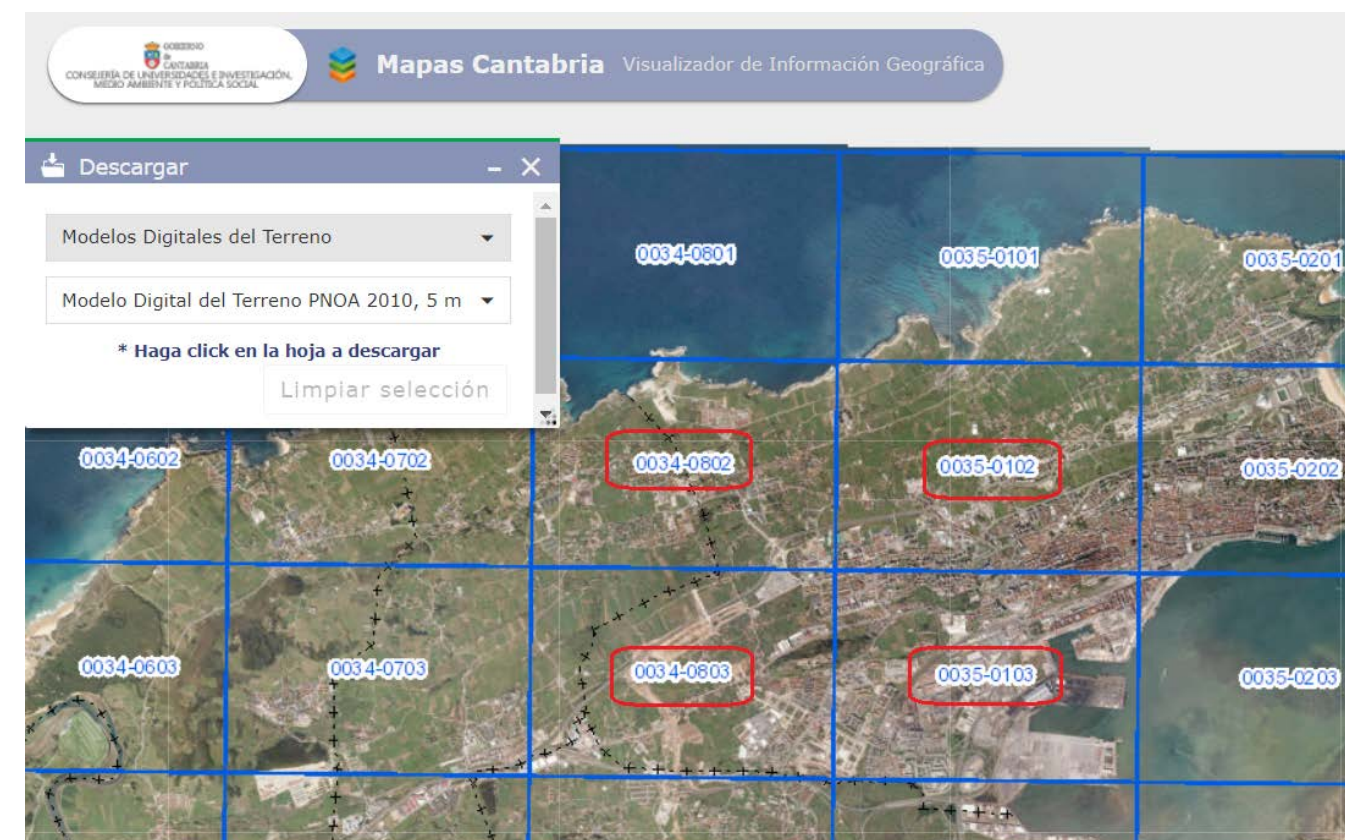 GOBIERNO
de
CANTABRIA
CONSEJERÍA DE UNIVERSIDADES E INVESTIGACIÓN,
MEDIO AMBIENTE Y POLÍTICA SOCIAL
Mapas Cantabria Visualizador de Información Geográfica
Descargar
Modelos Digitales del Terreno
Modelo Digital del Terreno PNOA 2010, 5 m
* Haga click en la hoja a descargar
Limpiar selección
0034-0801 0035-0101 0035-0201
0034-0602 0034-0702 0034-0802 0035-0102 0035-0202
0034-0603 0034-0703 0034-0803 0035-0103 0035-0203